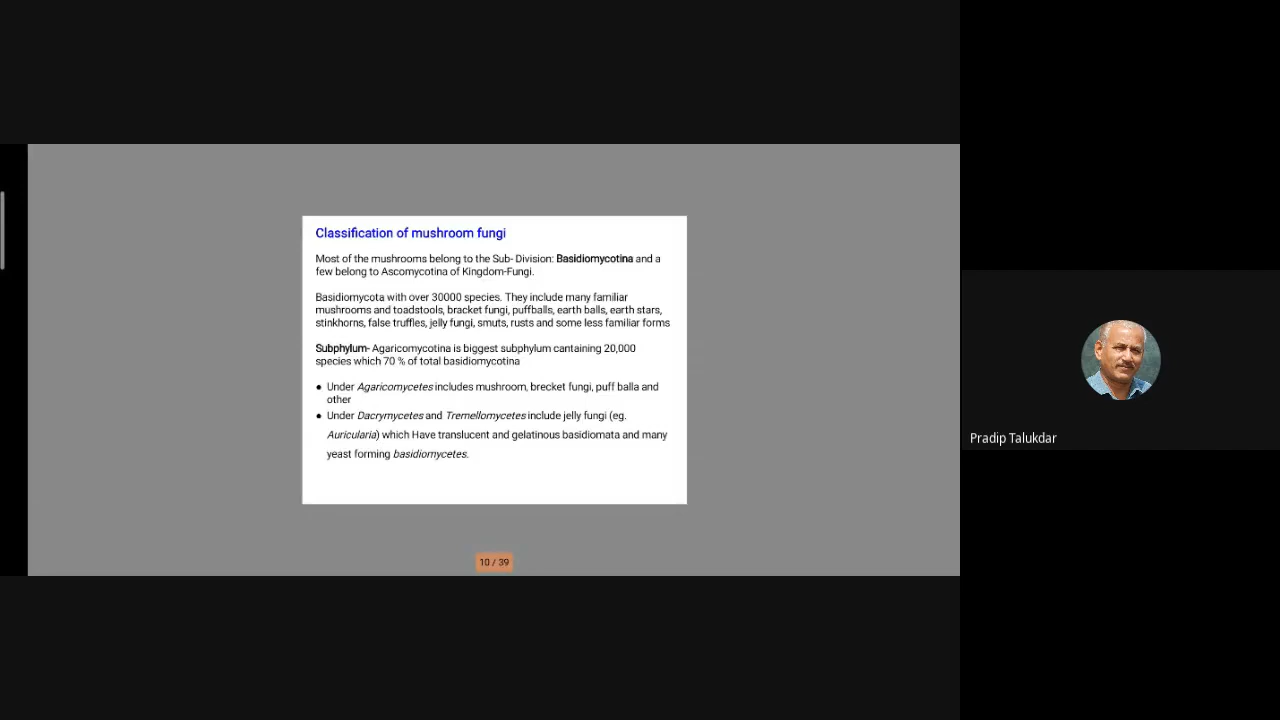 Classification of mushroom fungi
Most of the mushrooms belong to the Sub- Division: Basidiomycotina and a
few belong to Ascomycotina of Kingdom-Fungi.
Basidiomycota with over 30000 species. They include many familiar
mushrooms and toadstools, bracket fungi, puffballs, earth balls, earth stars,
stinkhorns, false truffles, jelly fungi, smuts, rusts and some less familiar forms
Subphylum- Agaricomycotina is biggest subphylum cantaining 20,000
species which 70 % of total basidiomycotina
● Under Agaricomycetes includes mushroom, brecket fungi, puff balla and
other
● Under Dacrymycetes and Tremellomycetes include jelly fungi (eg.
Auricularia) which Have translucent and gelatinous basidiomata and many
yeast forming basidiomycetes.
10 / 39
Pradip Talukdar